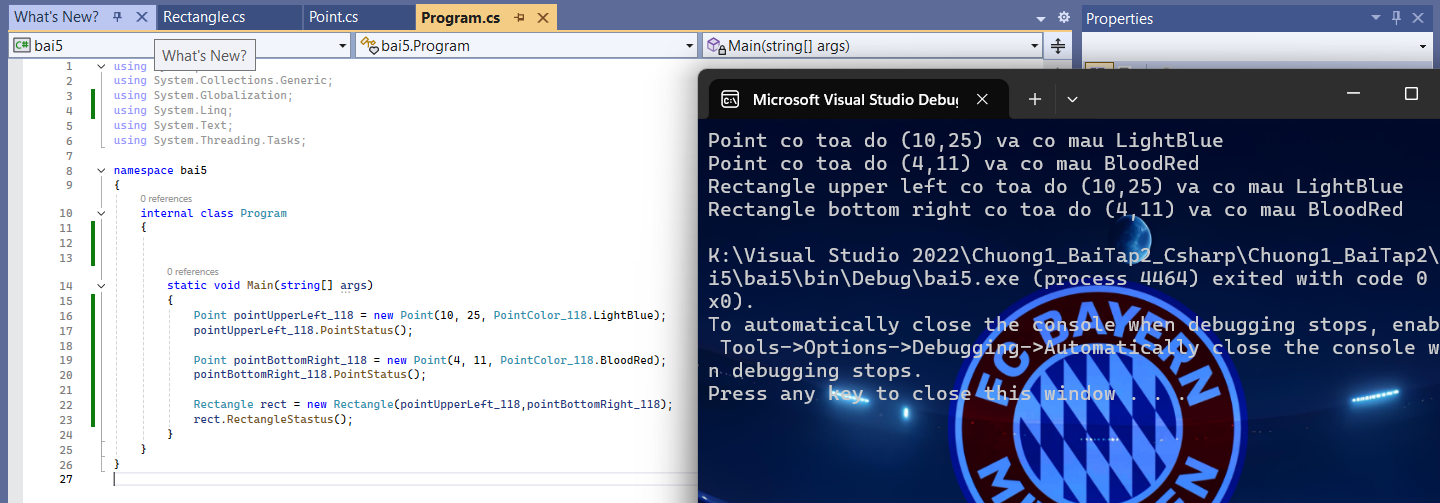 What's New?
Rectangle.cs
Point.cs
Program.cs
Properties
C# bai5
bai5.Program
Main(string[] args)
What's New?
1 using
2 using System.Collections.Generic;
3 using System.Globalization;
4 using System.Linq;
5 using System.Text;
6 using System.Threading.Tasks;
7
8 namespace bai5
9 {
0 references
10 internal class Program
11 {
12
13
0 references
14 static void Main(string[] args)
15 {
16 Point pointUpperLeft_118 = new Point(10, 25, PointColor_118.LightBlue);
17 pointUpperLeft_118.PointStatus();
18
19 Point pointBottomRight_118 = new Point(4, 11, PointColor_118.BloodRed);
20 pointBottomRight_118.PointStatus();
21
22 Rectangle rect = new Rectangle(pointUpperLeft_118,pointBottomRight_118);
23 rect.RectangleStastus();
24 }
25 }
26 }
27
Microsoft Visual Studio Debug
Point co toa do (10,25) va co mau LightBlue
Point co toa do (4,11) va co mau BloodRed
Rectangle upper left co toa do (10,25) va co mau LightBlue
Rectangle bottom right co toa do (4,11) va co mau BloodRed
K:\Visual Studio 2022\Chuong1_BaiTap2_Csharp\Chuong1_BaiTap2\
i5\bai5\bin\Debug\bai5.exe (process 4464) exited with code 0
x0).
To automatically close the console when debugging stops, enab
Tools->Options->Debugging->Automatically close the console w
n debugging stops.
Press any key to close this window . . .
FC BAYERN